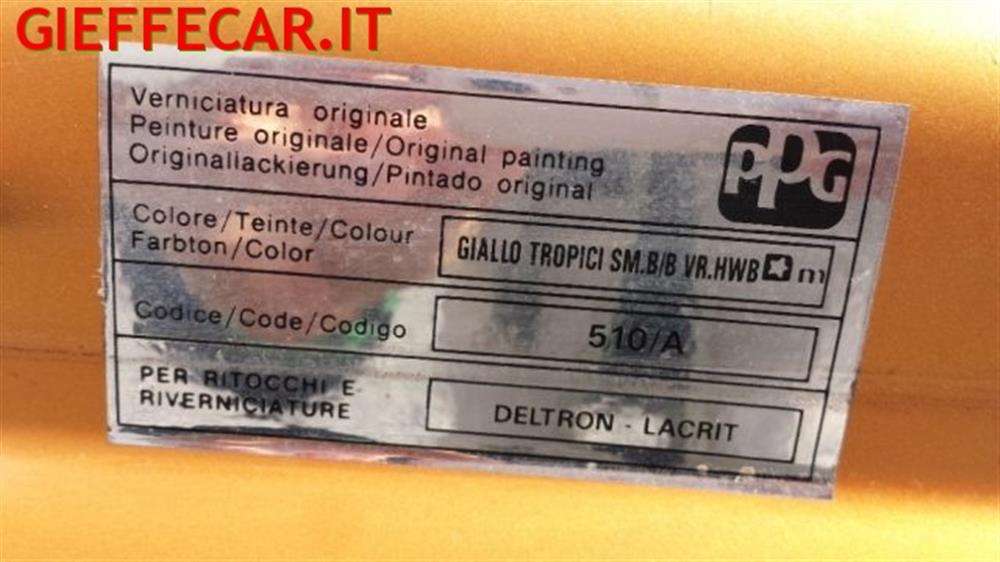 GIEFFECAR.IT
Verniciatura originale
Peinture originale/Original painting
Originallackierung/Pintado original
PPG
Colore/Teinte/Colour
Farbton/Color
GIALLO TROPICI SM.B/B VR.HWB m
Codice/Code/Codigo
510/A
PER RITOCCHI E
RIVERNICIATURE
DELTRON - LACRIT